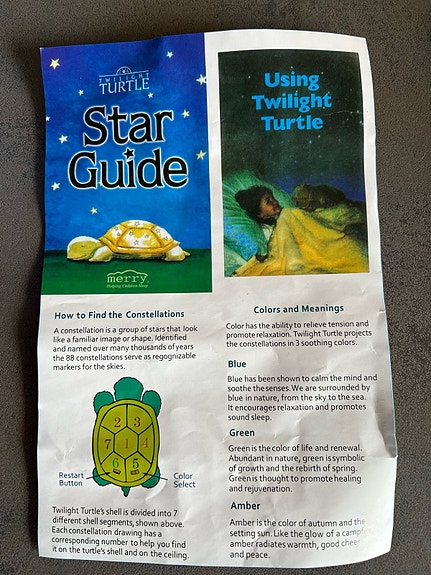 TWILIGHT
TURTLE
Star
Guide
merry
Helping Children Sleep
Using
Twilight
Turtle
How to Find the Constellations
A constellation is a group of stars that look
like a familiar image or shape. Identified
and named over many thousands of years
the 88 constellations serve as regognizable
markers for the skies.
2 3
7 1 4
6 5
Restart
Button
Color
Select
Twilight Turtle's shell is divided into 7
different shell segments, shown above.
Each constellation drawing has a
corresponding number to help you find
it on the turtle's shell and on the ceiling.
Colors and Meanings
Color has the ability to relieve tension and
promote relaxation. Twilight Turtle projects
the constellations in 3 soothing colors.
Blue
Blue has been shown to calm the mind and
soothe the senses. We are surrounded by
blue in nature, from the sky to the sea.
It encourages relaxation and promotes
sound sleep.
Green
Green is the color of life and renewal.
Abundant in nature, green is symbolic
of growth and the rebirth of spring.
Green is thought to promote healing
and rejuvenation.
Amber
Amber is the color of autumn and the
setting sun. Like the glow of a campfire
amber radiates warmth, good cheer
and peace.